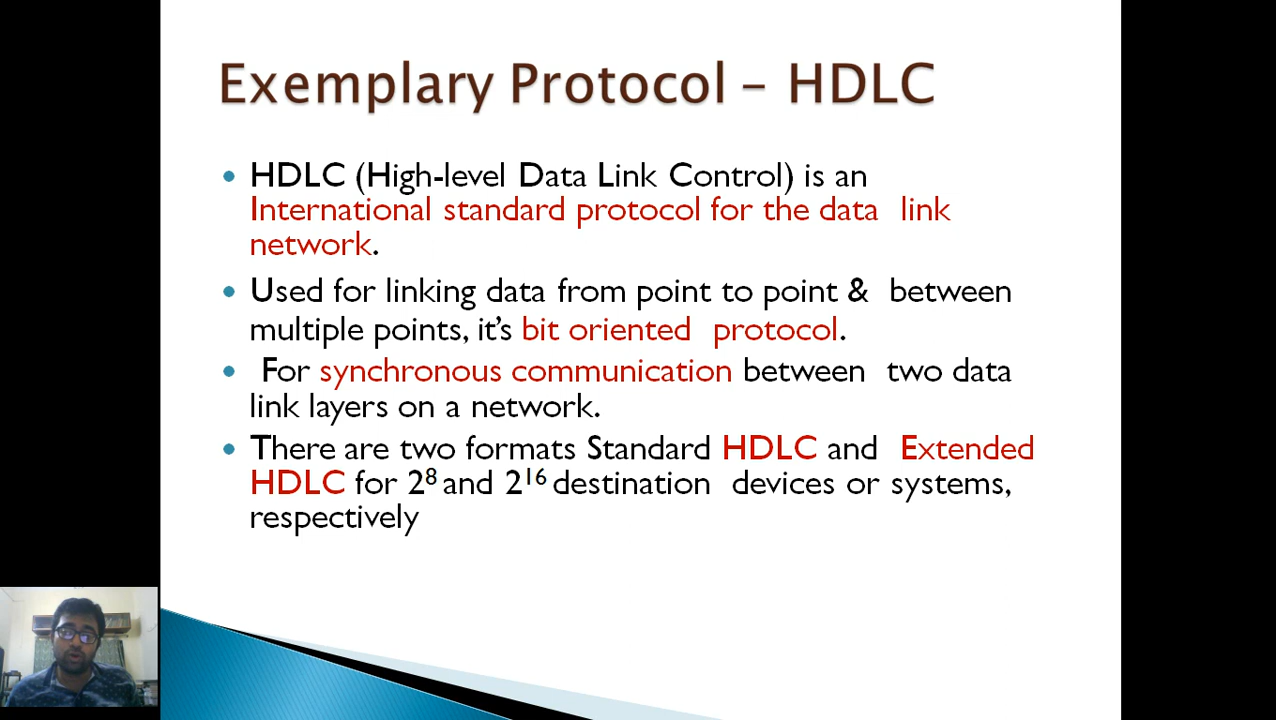 Exemplary Protocol – HDLC
• HDLC (High-level Data Link Control) is an
International standard protocol for the data link
network.
• Used for linking data from point to point & between
multiple points, it’s bit oriented protocol.
• For synchronous communication between two data
link layers on a network.
• There are two formats Standard HDLC and Extended
HDLC for 2⁸ and 2¹⁶ destination devices or systems,
respectively